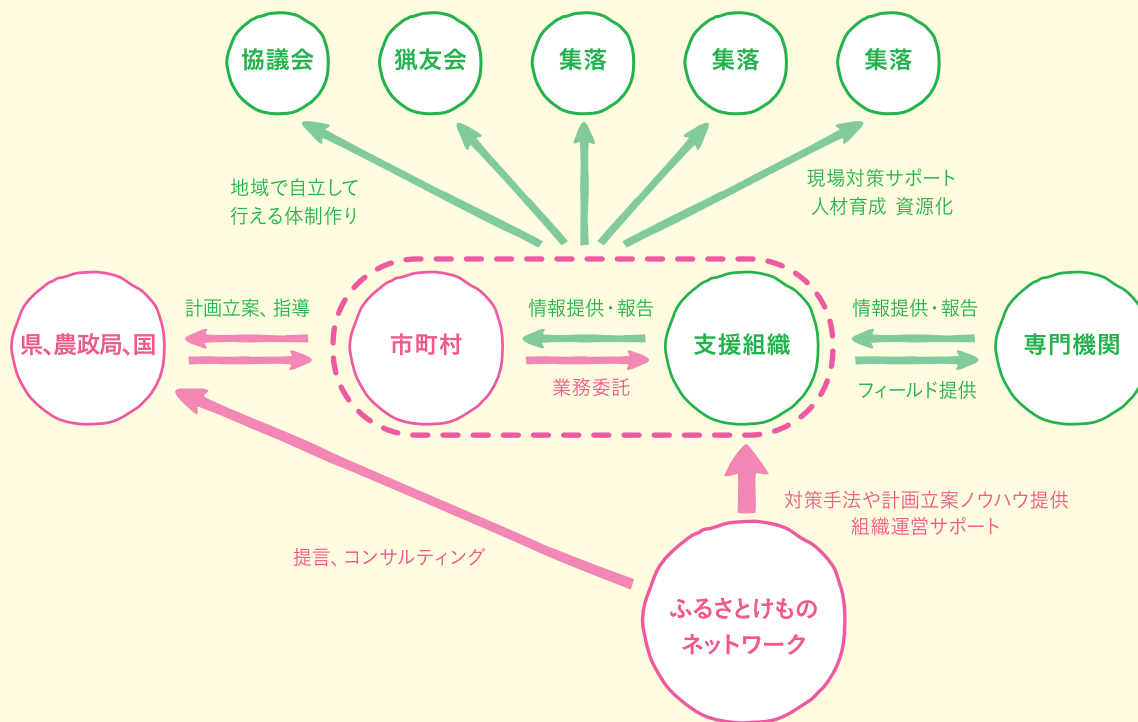 協議会
猟友会
集落
集落
集落
地域で自立して
行える体制作り
現場対策サポート
人材育成 資源化
県、農政局、国
計画立案、指導
市町村
情報提供・報告
業務委託
支援組織
情報提供・報告
フィールド提供
専門機関
対策手法や計画立案ノウハウ提供
組織運営サポート
提言、コンサルティング
ふるさとけもの
ネットワーク